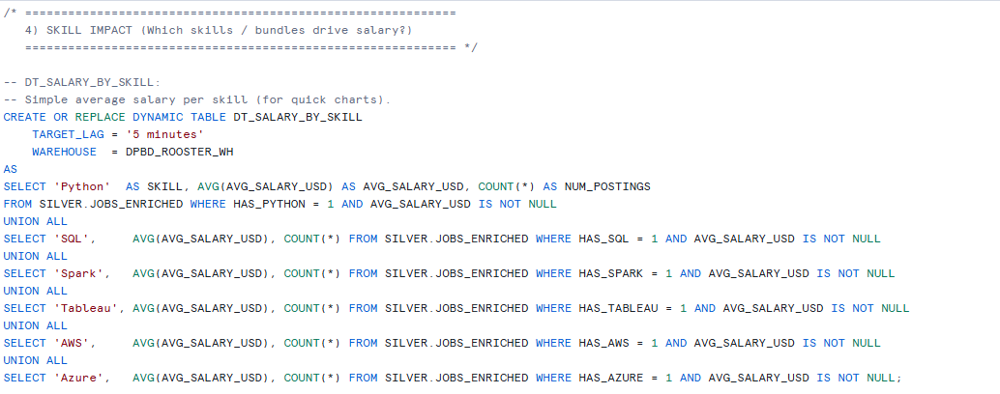 /* ============================================================
4) SKILL IMPACT (Which skills / bundles drive salary?)
============================================================ */
-- DT_SALARY_BY_SKILL:
-- Simple average salary per skill (for quick charts).
CREATE OR REPLACE DYNAMIC TABLE DT_SALARY_BY_SKILL
TARGET_LAG = '5 minutes'
WAREHOUSE  = DPBD_ROOSTER_WH
AS
SELECT 'Python'  AS SKILL, AVG(AVG_SALARY_USD) AS AVG_SALARY_USD, COUNT(*) AS NUM_POSTINGS
FROM SILVER.JOBS_ENRICHED WHERE HAS_PYTHON = 1 AND AVG_SALARY_USD IS NOT NULL
UNION ALL
SELECT 'SQL',     AVG(AVG_SALARY_USD), COUNT(*) FROM SILVER.JOBS_ENRICHED WHERE HAS_SQL = 1 AND AVG_SALARY_USD IS NOT NULL
UNION ALL
SELECT 'Spark',   AVG(AVG_SALARY_USD), COUNT(*) FROM SILVER.JOBS_ENRICHED WHERE HAS_SPARK = 1 AND AVG_SALARY_USD IS NOT NULL
UNION ALL
SELECT 'Tableau', AVG(AVG_SALARY_USD), COUNT(*) FROM SILVER.JOBS_ENRICHED WHERE HAS_TABLEAU = 1 AND AVG_SALARY_USD IS NOT NULL
UNION ALL
SELECT 'AWS',     AVG(AVG_SALARY_USD), COUNT(*) FROM SILVER.JOBS_ENRICHED WHERE HAS_AWS = 1 AND AVG_SALARY_USD IS NOT NULL
UNION ALL
SELECT 'Azure',   AVG(AVG_SALARY_USD), COUNT(*) FROM SILVER.JOBS_ENRICHED WHERE HAS_AZURE = 1 AND AVG_SALARY_USD IS NOT NULL;